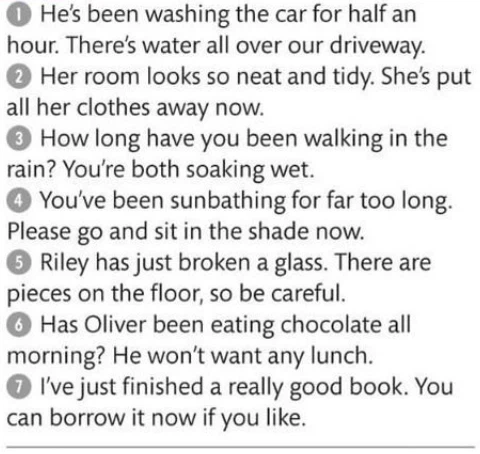 1 He's been washing the car for half an
hour. There's water all over our driveway.
2 Her room looks so neat and tidy. She's put
all her clothes away now.
3 How long have you been walking in the
rain? You're both soaking wet.
4 You've been sunbathing for far too long.
Please go and sit in the shade now.
5 Riley has just broken a glass. There are
pieces on the floor, so be careful.
6 Has Oliver been eating chocolate all
morning? He won't want any lunch.
7 I've just finished a really good book. You
can borrow it now if you like.